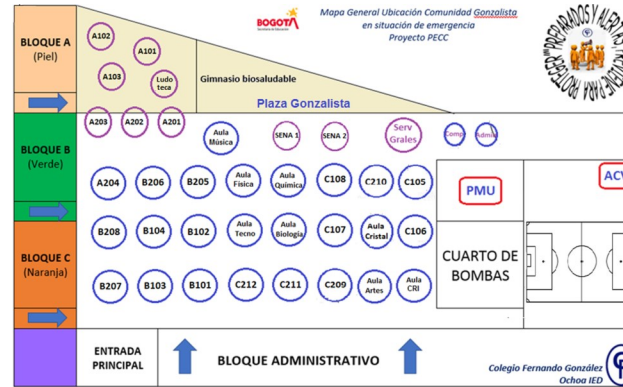 BLOQUE A
(Piel)
A102
A101
A103
Ludo
teca
BOGOTÁ
Mapa General Ubicación Comunidad Gonzalista
en situación de emergencia
Proyecto PECC
Gimnasio biosaludable
Plaza Gonzalista
BLOQUE B
(Verde)
A203
A202
A201
Aula
Música
SENA 1
SENA 2
Serv
Grales
Comp
A204
B206
B205
Aula
Física
Aula
Química
C108
C210
C105
PMU
ACV
BLOQUE C
(Naranja)
B208
B104
B102
Aula
Tecno
Aula
Biología
C107
Aula
Cristal
C106
CUARTO DE
BOMBAS
B207
B103
B101
C212
C211
C209
Aula
Artes
Aula
CRI
ENTRADA
PRINCIPAL
BLOQUE ADMINISTRATIVO
Colegio Fernando González
Ochoa IED